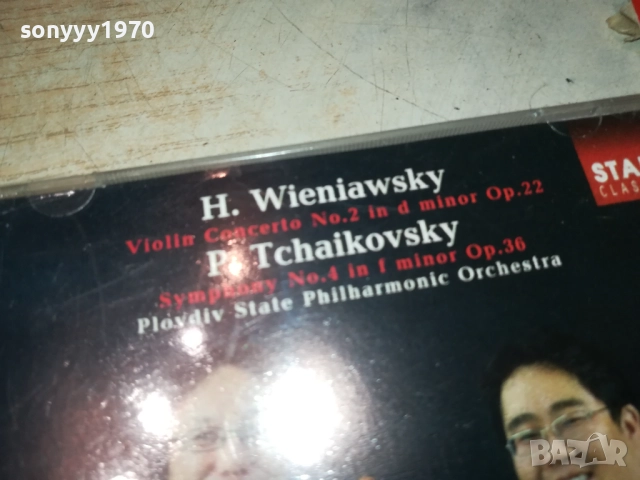 sonyyy1970
H. Wieniawsky
Violin Concerto No.2 in d minor Op.22
P. Tchaikovsky
Symphony No.4 in f minor Op.36
Plovdiv State Philharmonic Orchestra
BAZAR